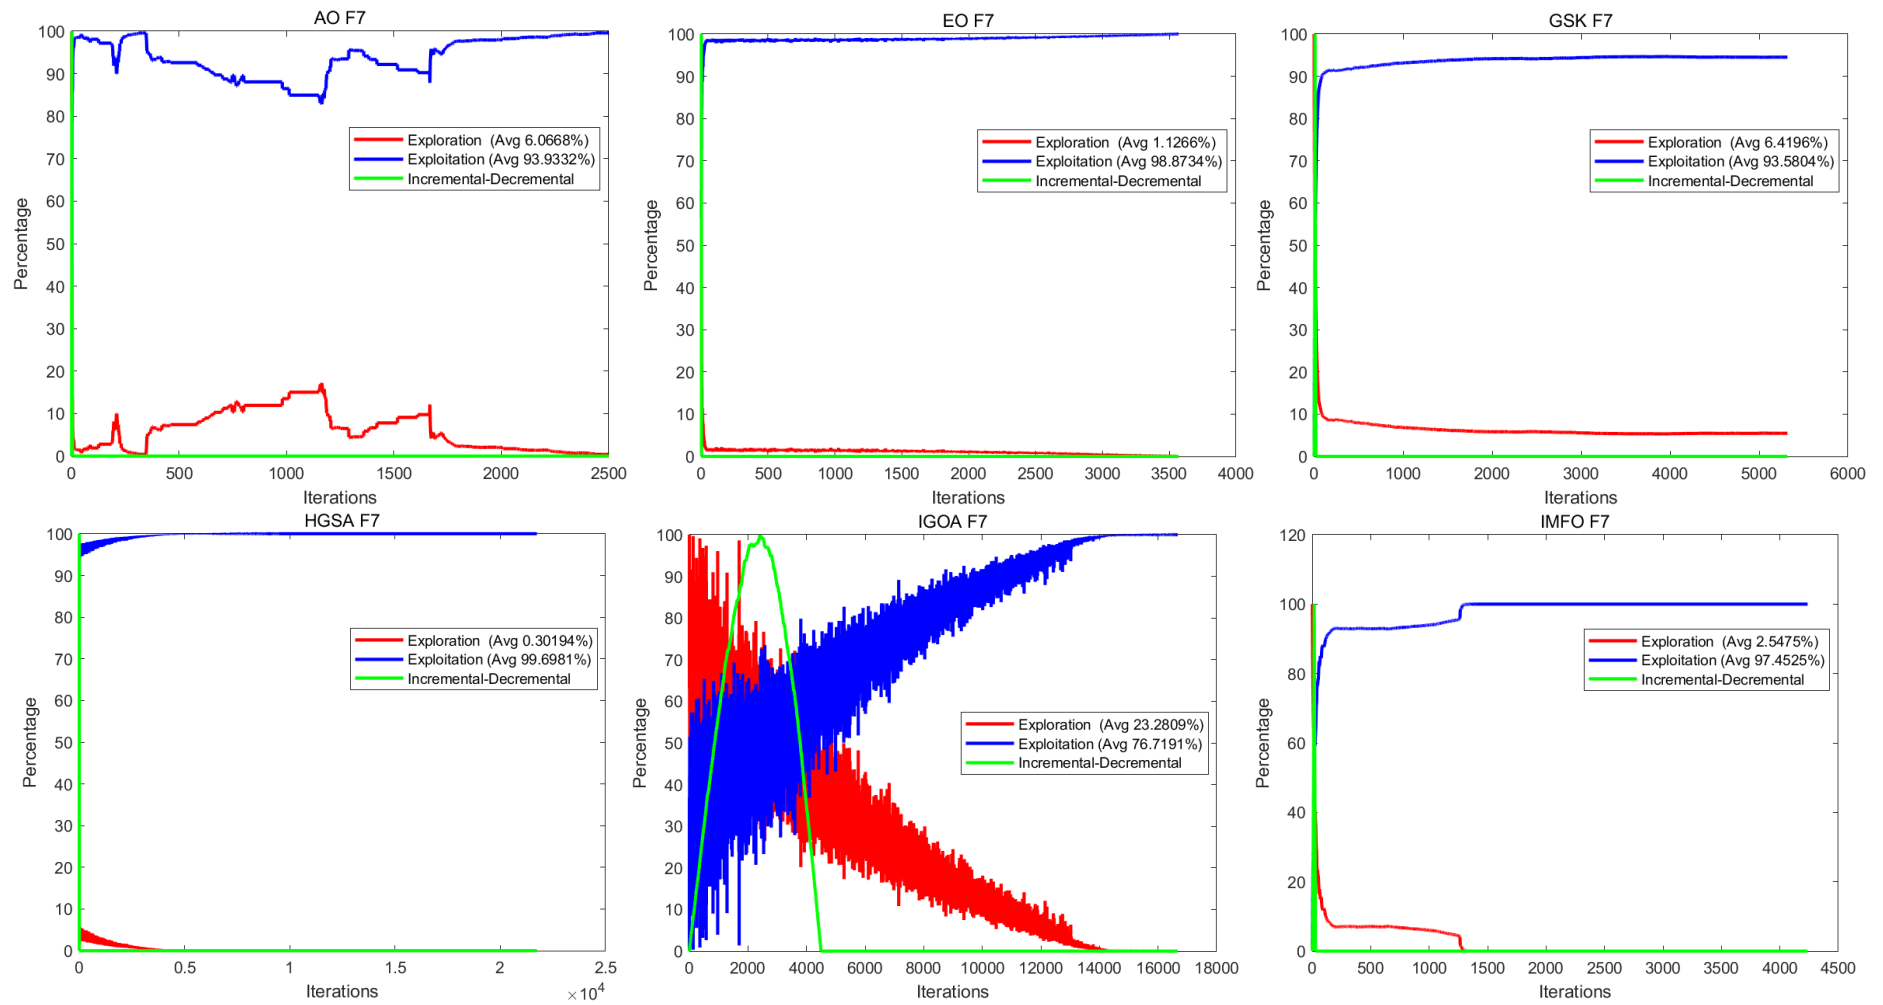 AO F7
100
90
80
70
60
50
40
30
20
10
0
Percentage
Exploration (Avg 6.0668%)
Exploitation (Avg 93.9332%)
Incremental-Decremental
0 500 1000 1500 2000 2500
Iterations
EO F7
100
90
80
70
60
50
40
30
20
10
0
Percentage
Exploration (Avg 1.1266%)
Exploitation (Avg 98.8734%)
Incremental-Decremental
0 500 1000 1500 2000 2500 3000 3500 4000
Iterations
GSK F7
100
90
80
70
60
50
40
30
20
10
0
Percentage
Exploration (Avg 6.4196%)
Exploitation (Avg 93.5804%)
Incremental-Decremental
0 1000 2000 3000 4000 5000 6000
Iterations
HGSA F7
100
90
80
70
60
50
40
30
20
10
0
Percentage
Exploration (Avg 0.30194%)
Exploitation (Avg 99.6981%)
Incremental-Decremental
0 0.5 1 1.5 2 2.5
Iterations
×10⁴
IGOA F7
100
90
80
70
60
50
40
30
20
10
0
Percentage
Exploration (Avg 23.2809%)
Exploitation (Avg 76.7191%)
Incremental-Decremental
0 2000 4000 6000 8000 10000 12000 14000 16000 18000
Iterations
IMFO F7
120
100
80
60
40
20
0
Percentage
Exploration (Avg 2.5475%)
Exploitation (Avg 97.4525%)
Incremental-Decremental
0 500 1000 1500 2000 2500 3000 3500 4000 4500
Iterations